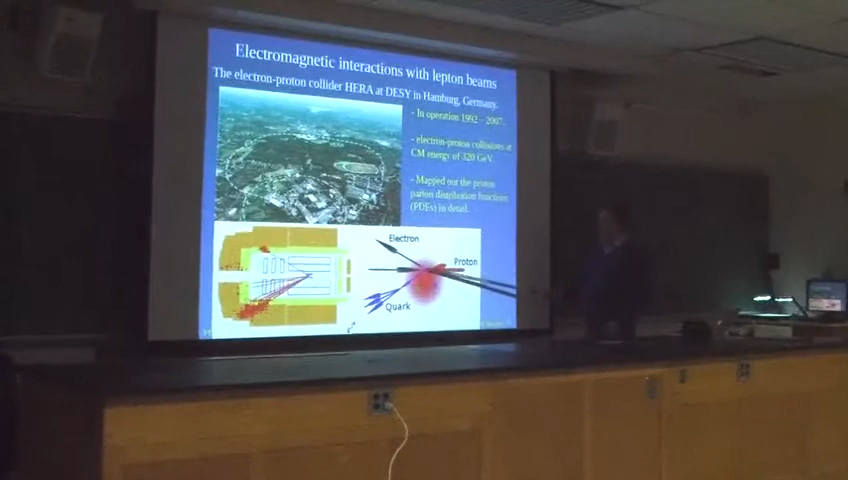 Electromagnetic interactions with lepton beams
The electron-proton collider HERA at DESY in Hamburg, Germany.
- In operation 1992 – 2007.
HERA
- electron-proton collisions at
CM energy of 320 GeV.
- Mapped out the proton
parton distribution functions
(PDFs) in detail.
Electron
Proton
Quark